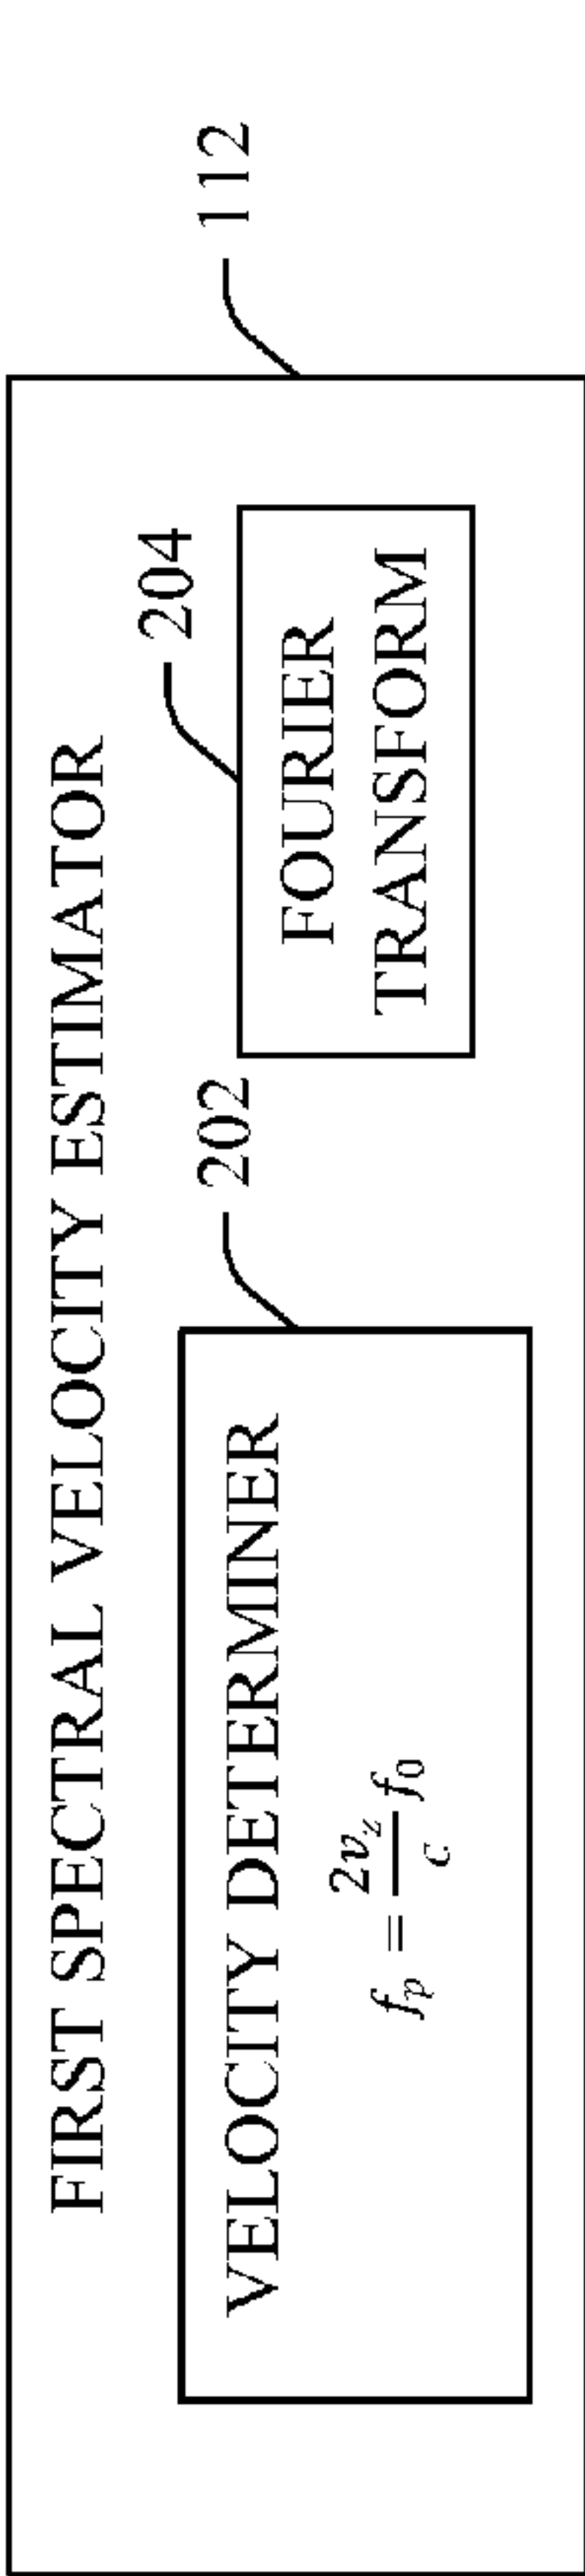 FIRST SPECTRAL VELOCITY ESTIMATOR
112
VELOCITY DETERMINER
202
f_p = \frac{2v_z}{c} f_0
204
FOURIER
TRANSFORM